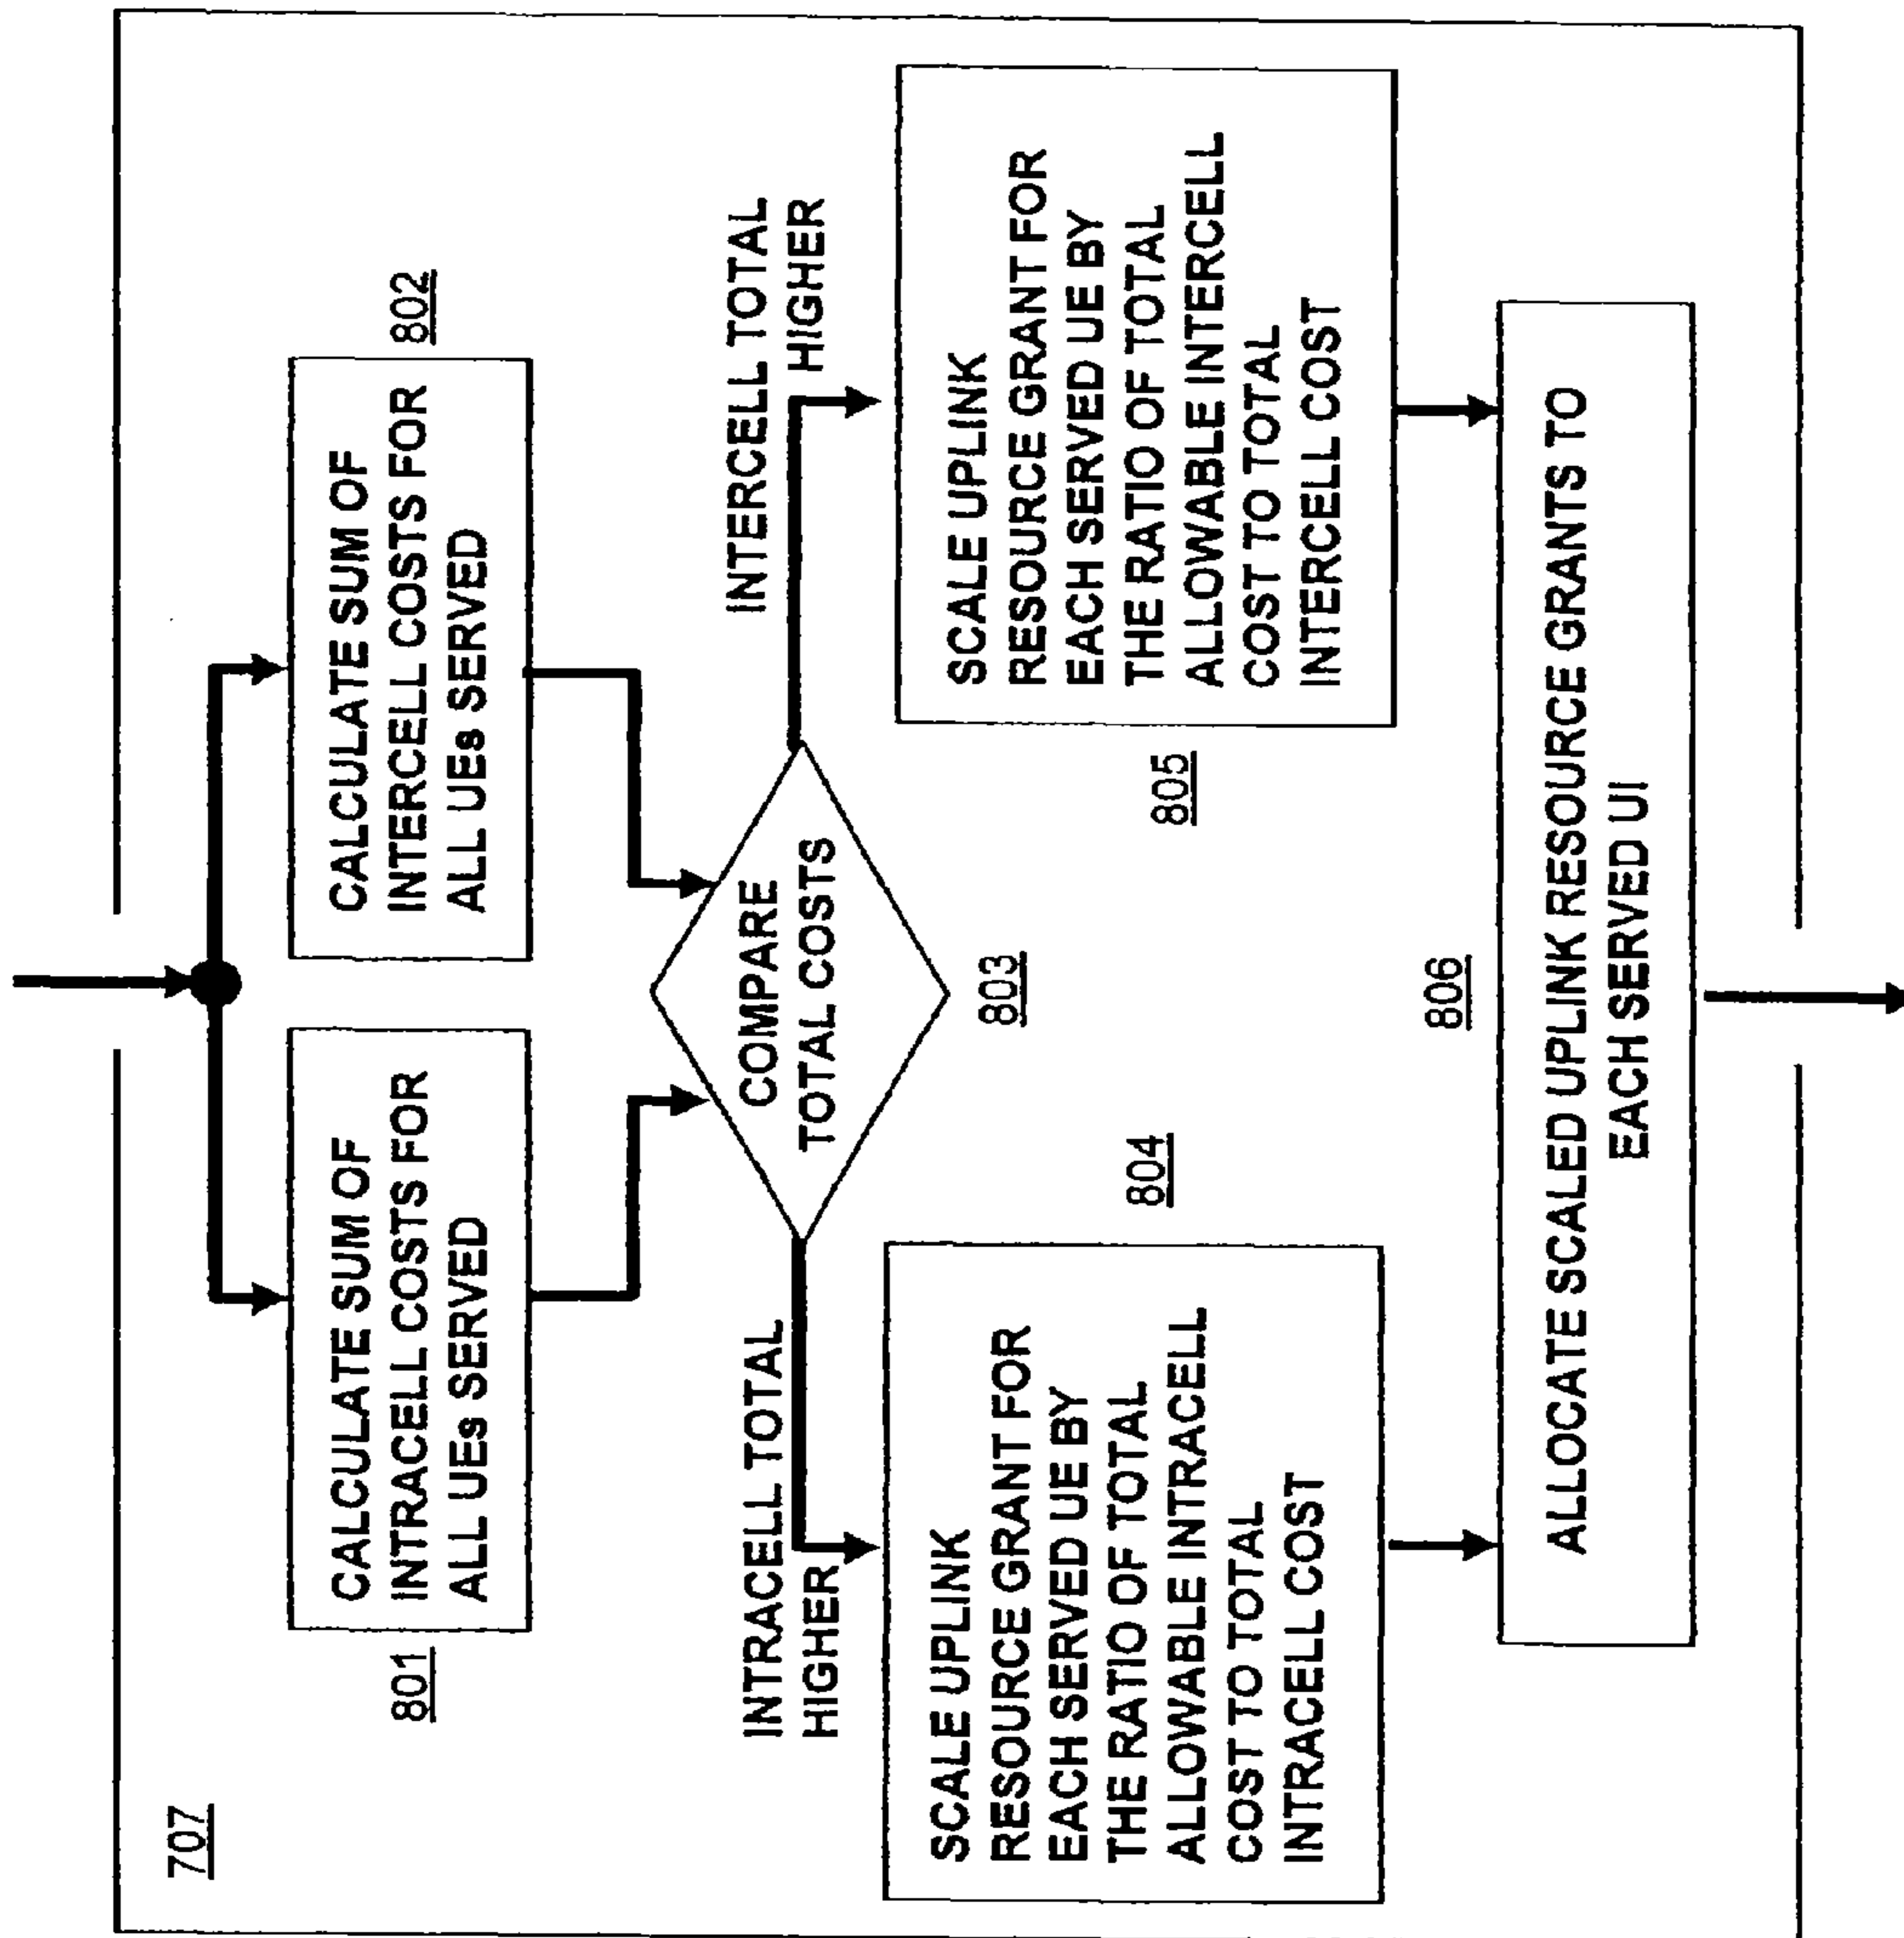 707
801
CALCULATE SUM OF
INTRACELL COSTS FOR
ALL UEs SERVED
802
CALCULATE SUM OF
INTERCELL COSTS FOR
ALL UEs SERVED
COMPARE
TOTAL COSTS
803
INTRACELL TOTAL
HIGHER
INTERCELL TOTAL
HIGHER
804
SCALE UPLINK
RESOURCE GRANT FOR
EACH SERVED UE BY
THE RATIO OF TOTAL
ALLOWABLE INTRACELL
COST TO TOTAL
INTRACELL COST
805
SCALE UPLINK
RESOURCE GRANT FOR
EACH SERVED UE BY
THE RATIO OF TOTAL
ALLOWABLE INTERCELL
COST TO TOTAL
INTERCELL COST
806
ALLOCATE SCALED UPLINK RESOURCE GRANTS TO
EACH SERVED UI